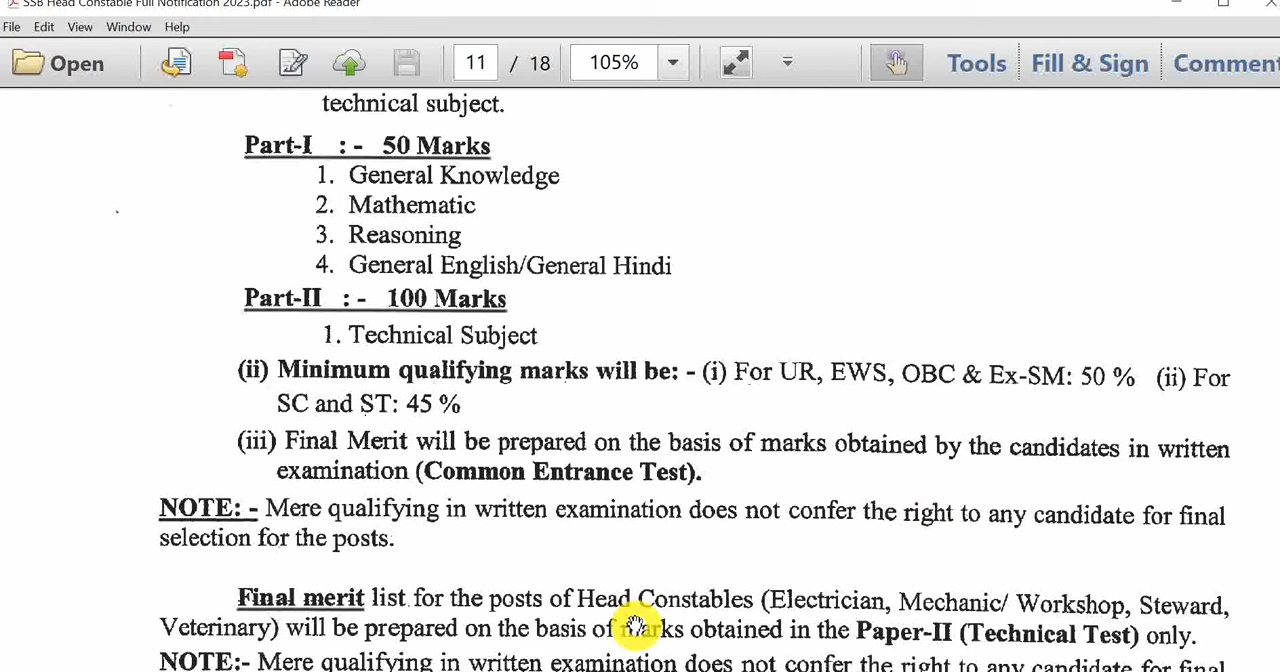 SSB Head Constable Full Notification 2023.pdf - Adobe Reader
File Edit View Window Help
Open 11 / 18 105% Tools Fill & Sign Comment
technical subject.
Part-I : - 50 Marks
1. General Knowledge
2. Mathematic
3. Reasoning
4. General English/General Hindi
Part-II : - 100 Marks
1. Technical Subject
(ii) Minimum qualifying marks will be: - (i) For UR, EWS, OBC & Ex-SM: 50 % (ii) For
SC and ST: 45 %
(iii) Final Merit will be prepared on the basis of marks obtained by the candidates in written
examination (Common Entrance Test).
NOTE: - Mere qualifying in written examination does not confer the right to any candidate for final
selection for the posts.
Final merit list for the posts of Head Constables (Electrician, Mechanic/ Workshop, Steward,
Veterinary) will be prepared on the basis of marks obtained in the Paper-II (Technical Test) only.
NOTE:- Mere qualifying in written examination does not confer the right to any candidate for final